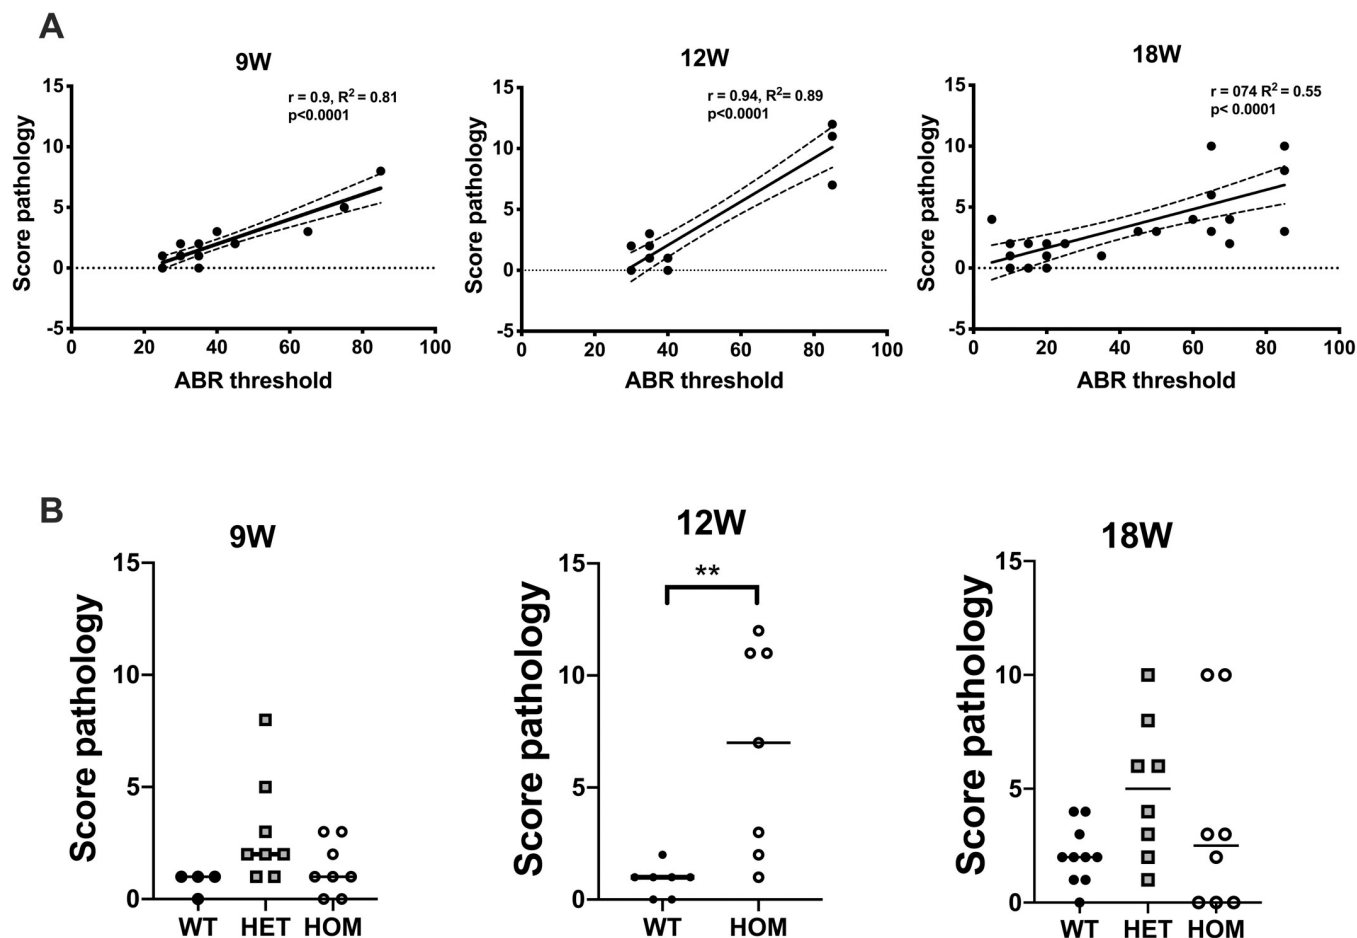 A
9W
r = 0.9, R2 = 0.81
p<0.0001
Score pathology
15
10
5
0
-5
0 20 40 60 80 100
ABR threshold
12W
r = 0.94, R2= 0.89
p<0.0001
Score pathology
15
10
5
0
-5
0 20 40 60 80 100
ABR threshold
18W
r = 074 R2 = 0.55
p< 0.0001
Score pathology
15
10
5
0
-5
0 20 40 60 80 100
ABR threshold
B
9W
Score pathology
15
10
5
0
WT HET HOM
12W
**
Score pathology
15
10
5
0
WT HOM
18W
Score pathology
15
10
5
0
WT HET HOM